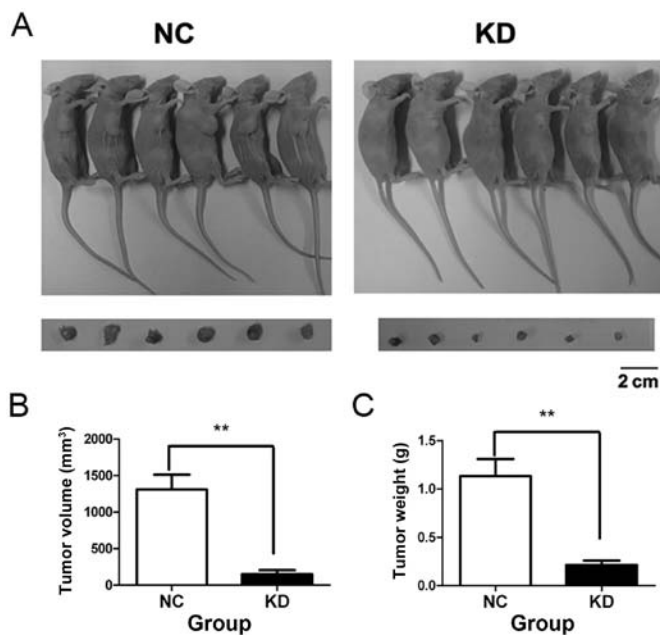 A
NC
KD
2 cm
B
Tumor volume (mm³)
2000
1500
1000
500
0
**
NC
KD
Group
C
Tumor weight (g)
1.5
1.0
0.5
0.0
**
NC
KD
Group